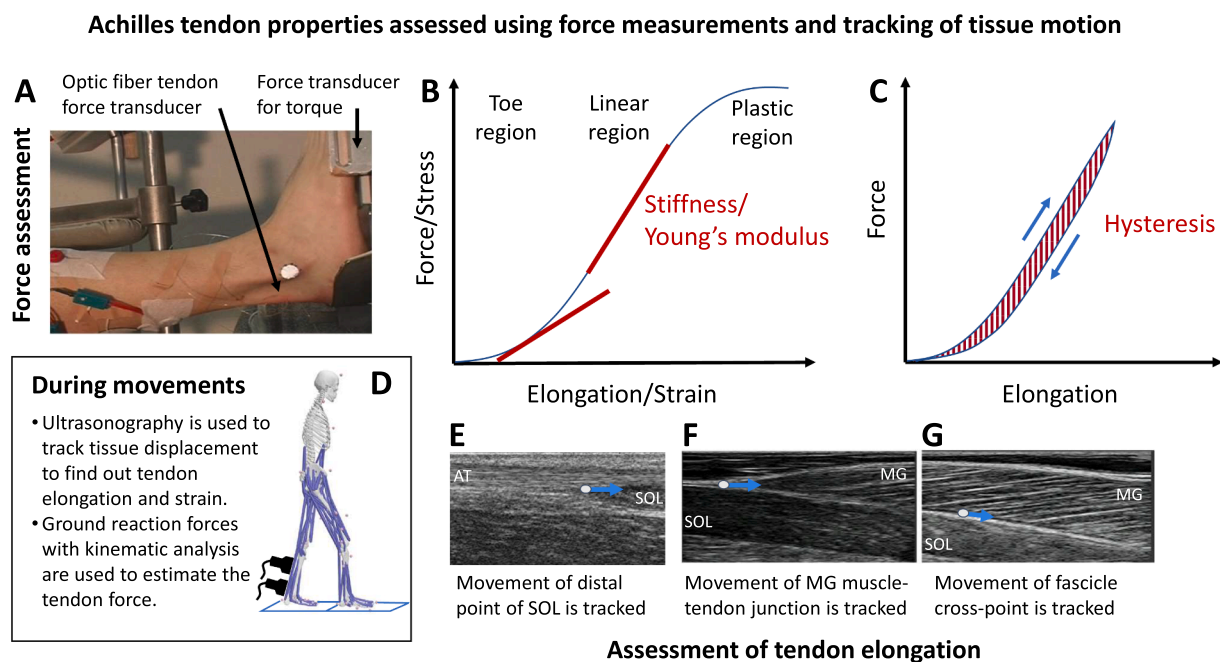 Achilles tendon properties assessed using force measurements and tracking of tissue motion
A
Optic fiber tendon
force transducer
Force transducer
for torque
Force assessment
B
Toe
region
Linear
region
Plastic
region
Stiffness/
Young's modulus
Force/Stress
Elongation/Strain
C
Force
Hysteresis
Elongation
D
During movements
•Ultrasonography is used to
track tissue displacement
to find out tendon
elongation and strain.
•Ground reaction forces
with kinematic analysis
are used to estimate the
tendon force.
E
AT
SOL
Movement of distal
point of SOL is tracked
F
MG
SOL
Movement of MG muscle-
tendon junction is tracked
G
MG
SOL
Movement of fascicle
cross-point is tracked
Assessment of tendon elongation